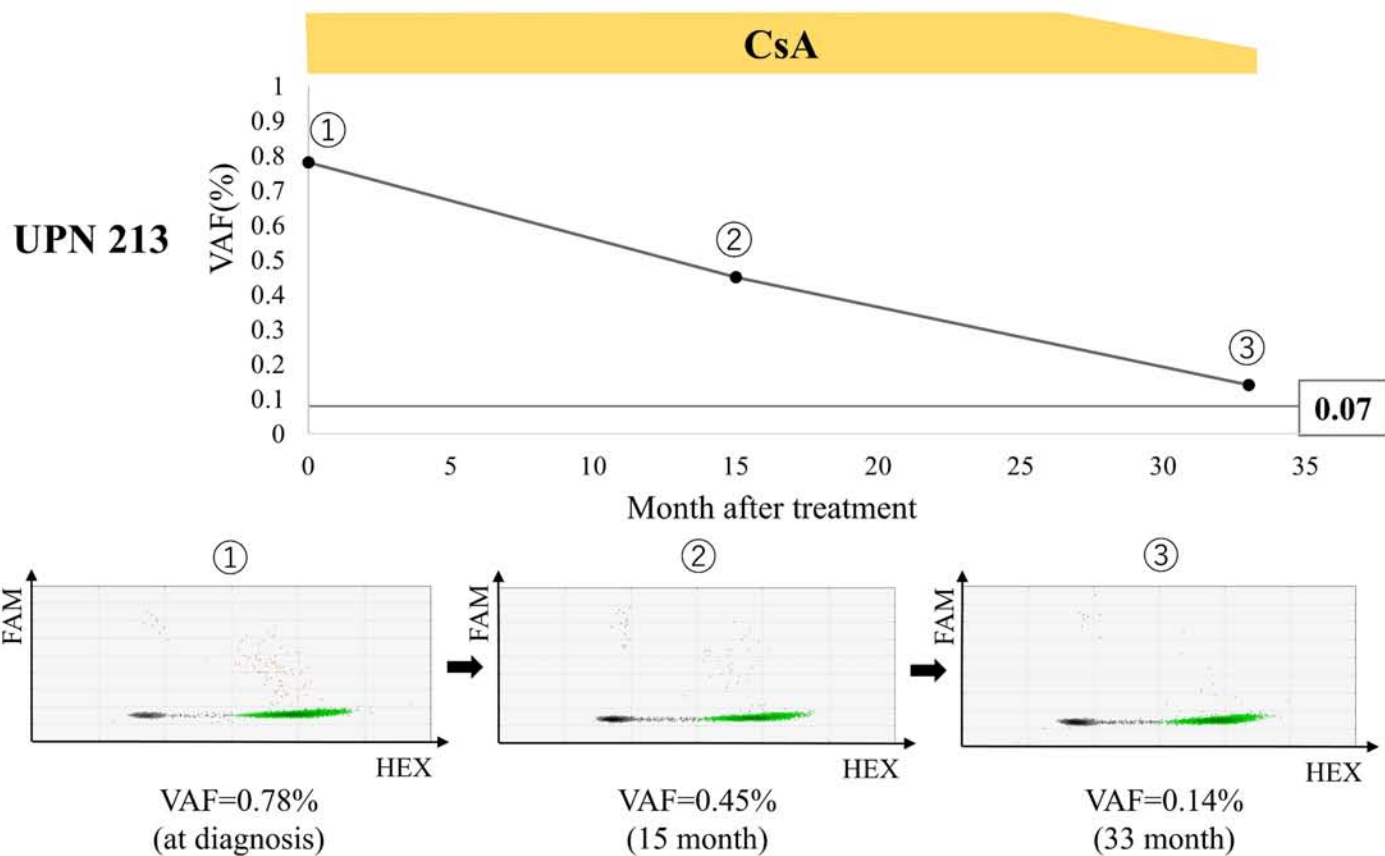 CsA
UPN 213
VAF(%)
1
0.9
0.8
0.7
0.6
0.5
0.4
0.3
0.2
0.1
0
①
②
③
0.07
0 5 10 15 20 25 30 35
Month after treatment
① ② ③
FAM FAM FAM
HEX HEX HEX
VAF=0.78% VAF=0.45% VAF=0.14%
(at diagnosis) (15 month) (33 month)